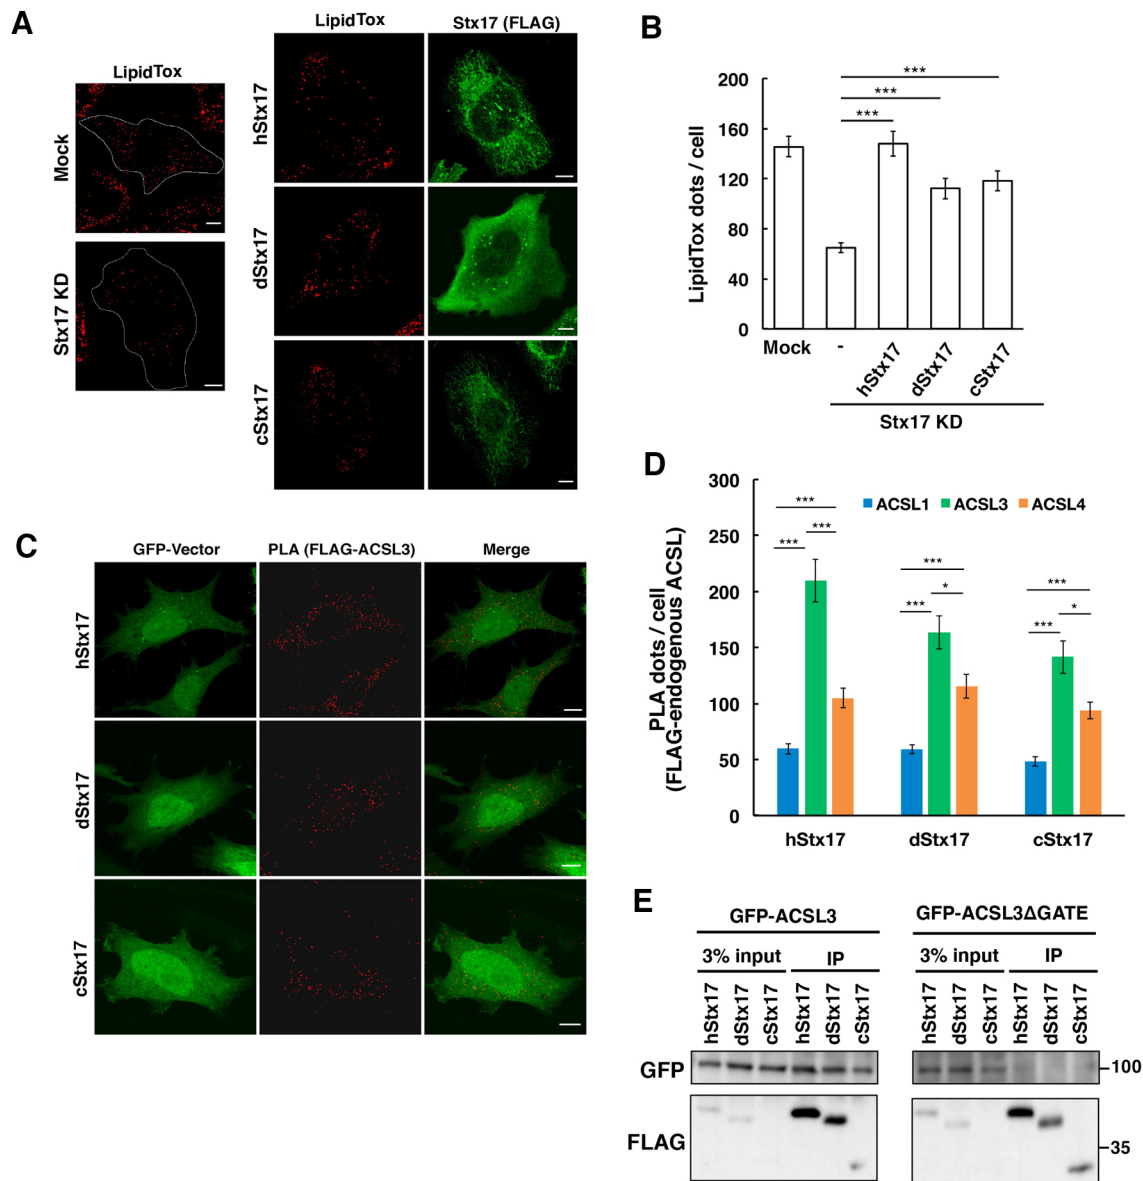 A
LipidTox
Mock
Stx17 KD
LipidTox
Stx17 (FLAG)
hStx17
dStx17
cStx17
B
LipidTox dots / cell
200
160
120
80
40
0
***
***
***
Mock
-
hStx17
dStx17
cStx17
Stx17 KD
C
GFP-Vector
PLA (FLAG-ACSL3)
Merge
hStx17
dStx17
cStx17
D
PLA dots / cell
(FLAG-endogenous ACSL)
300
250
200
150
100
50
0
ACSL1
ACSL3
ACSL4
***
***
***
***
*
***
***
*
***
hStx17
dStx17
cStx17
E
GFP-ACSL3
GFP-ACSL3ΔGATE
3% input
IP
3% input
IP
hStx17
dStx17
cStx17
hStx17
dStx17
cStx17
hStx17
dStx17
cStx17
hStx17
dStx17
cStx17
GFP
100
FLAG
35